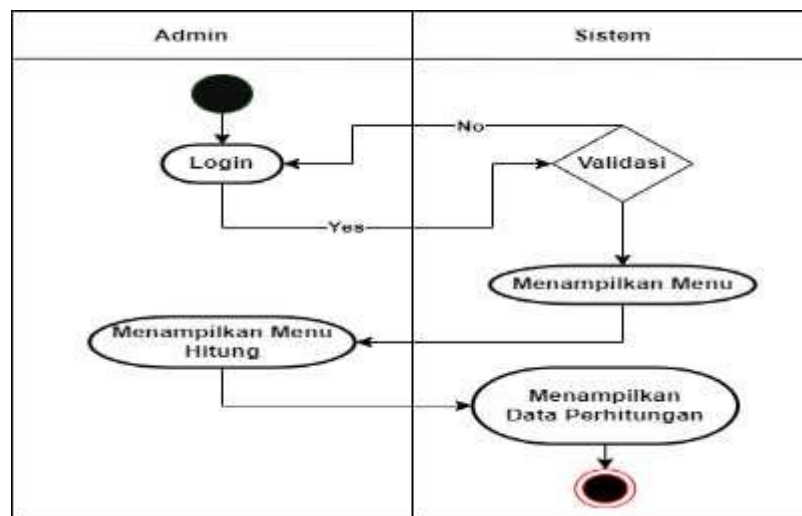 Admin
Sistem
No
Login
Validasi
Yes
Menampilkan Menu
Menampilkan Menu
Hitung
Menampilkan
Data Perhitungan